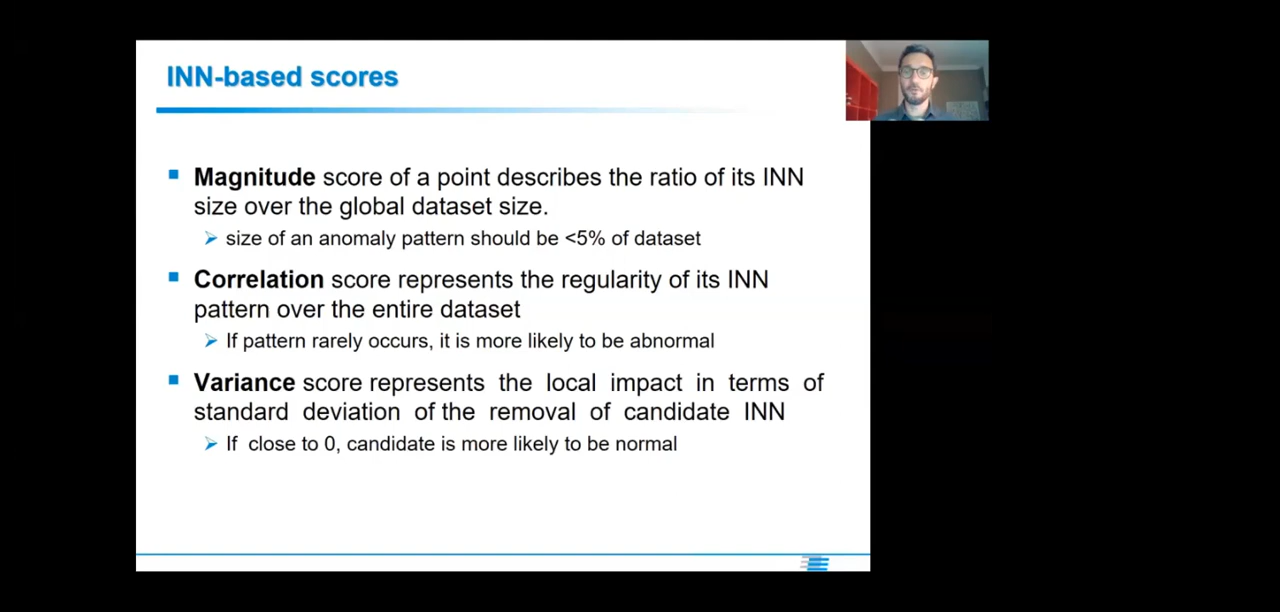 INN-based scores
Magnitude score of a point describes the ratio of its INN
size over the global dataset size.
size of an anomaly pattern should be <5% of dataset
Correlation score represents the regularity of its INN
pattern over the entire dataset
If pattern rarely occurs, it is more likely to be abnormal
Variance score represents the local impact in terms of
standard deviation of the removal of candidate INN
If close to 0, candidate is more likely to be normal